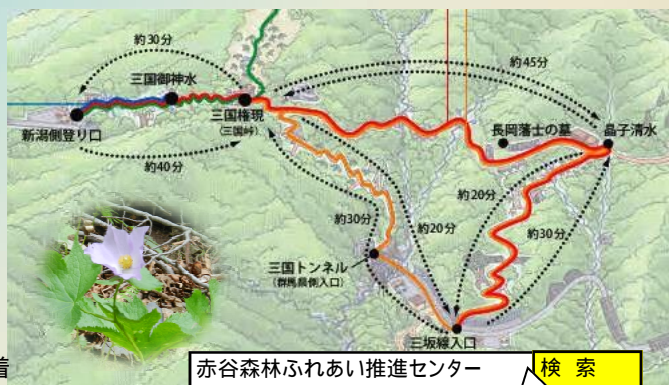 約30分
三国御神水
新潟側登り口
約40分
三国権現
(三国峠)
約45分
長岡藩士の墓
晶子清水
約20分
約30分
約20分
約30分
三国トンネル
(群馬県側入口)
三坂線入口
着
赤谷森林ふれあい推進センター
検 索